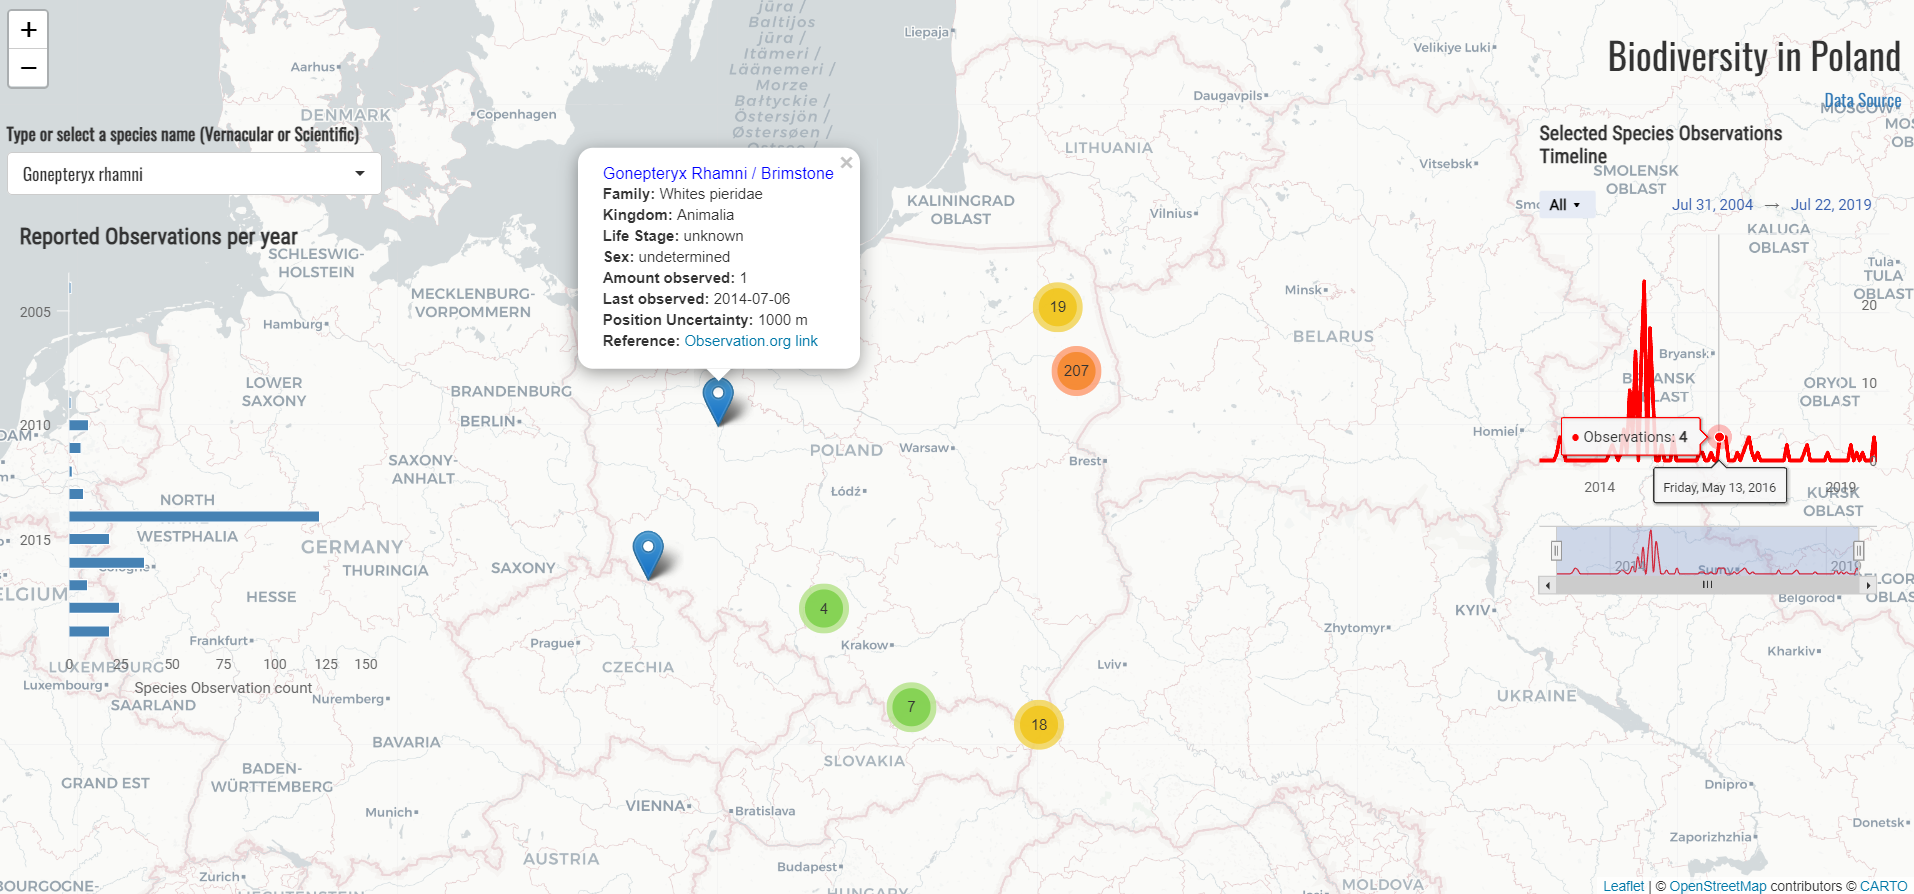 +
−
Type or select a species name (Vernacular or Scientific)
Gonepteryx rhamni
Reported Observations per year
2005
2010
2015
0
25
50
75
100
125
150
Species Observation count
Gonepteryx Rhamni / Brimstone
×
Family: Whites pieridae
Kingdom: Animalia
Life Stage: unknown
Sex: undetermined
Amount observed: 1
Last observed: 2014-07-06
Position Uncertainty: 1000 m
Reference: Observation.org link
Biodiversity in Poland
Data Source
Selected Species Observations
Timeline
All
Jul 31, 2004 → Jul 22, 2019
20
10
0
Observations: 4
Friday, May 13, 2016
2014
2019
19
207
4
7
18
jūra /
Baltijos
jūra /
Itämeri /
Läänemeri /
Morze
Bałtyckie /
Östersjön /
Østersøen /
Liepaja
Velikiye Luki
Aarhus
DENMARK
Copenhagen
Daugavpils
MOSCOW
LITHUANIA
Vitsebsk
SMOLENSK
OBLAST
KALININGRAD
OBLAST
Vilnius
KALUGA
OBLAST
Tula
TULA
OBLAST
SCHLESWIG-
HOLSTEIN
MECKLENBURG-
VORPOMMERN
Hamburg
Minsk
BELARUS
Bryansk
ORYOL
OBLAST
LOWER
SAXONY
BRANDENBURG
BERLIN
Homiel
POLAND
Warsaw
Brest
SAXONY-
ANHALT
Łódź
KURSK
OBLAST
NORTH
WESTPHALIA
GERMANY
THURINGIA
SAXONY
Cologne
HESSE
Sumy
Belgorod
KYIV
Frankfurt
Prague
Krakow
Zhytomyr
Kharkiv
LUXEMBOURG
Luxembourg
SAARLAND
Nuremberg
CZECHIA
Lviv
UKRAINE
BAVARIA
SLOVAKIA
GRAND EST
BADEN-
WÜRTTEMBERG
Munich
VIENNA
Bratislava
Dnipro
Donetsk
Zaporizhzhia
AUSTRIA
Budapest
Zurich
LIECHTENSTEIN
HUNGARY
MOLDOVA
BOURGOGNE-
Leaflet | © OpenStreetMap contributors © CARTO